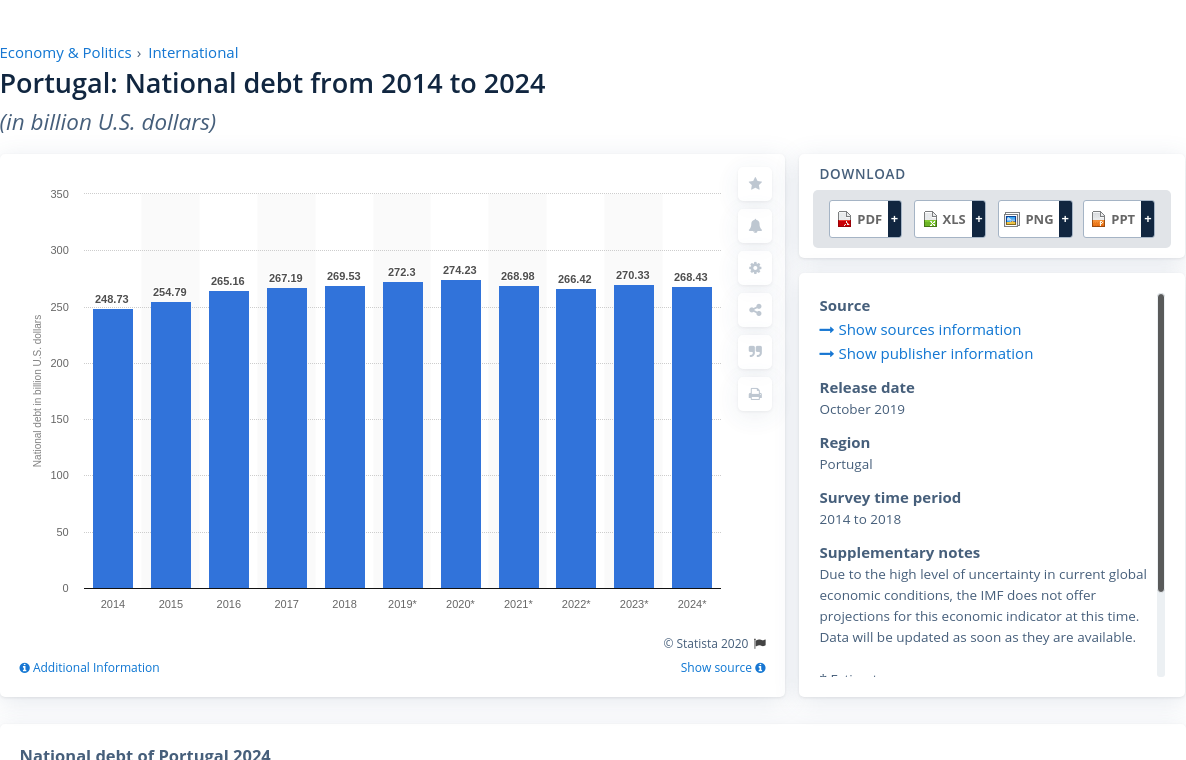 Economy & Politics › International
Portugal: National debt from 2014 to 2024
(in billion U.S. dollars)
National debt in billion U.S. dollars
350
300
250
200
150
100
50
0
248.73
254.79
265.16
267.19
269.53
272.3
274.23
268.98
266.42
270.33
268.43
2014 2015 2016 2017 2018 2019* 2020* 2021* 2022* 2023* 2024*
© Statista 2020
Additional Information
Show source
DOWNLOAD
PDF + XLS + PNG + PPT +
Source
Show sources information
Show publisher information
Release date
October 2019
Region
Portugal
Survey time period
2014 to 2018
Supplementary notes
Due to the high level of uncertainty in current global
economic conditions, the IMF does not offer
projections for this economic indicator at this time.
Data will be updated as soon as they are available.
National debt of Portugal 2024